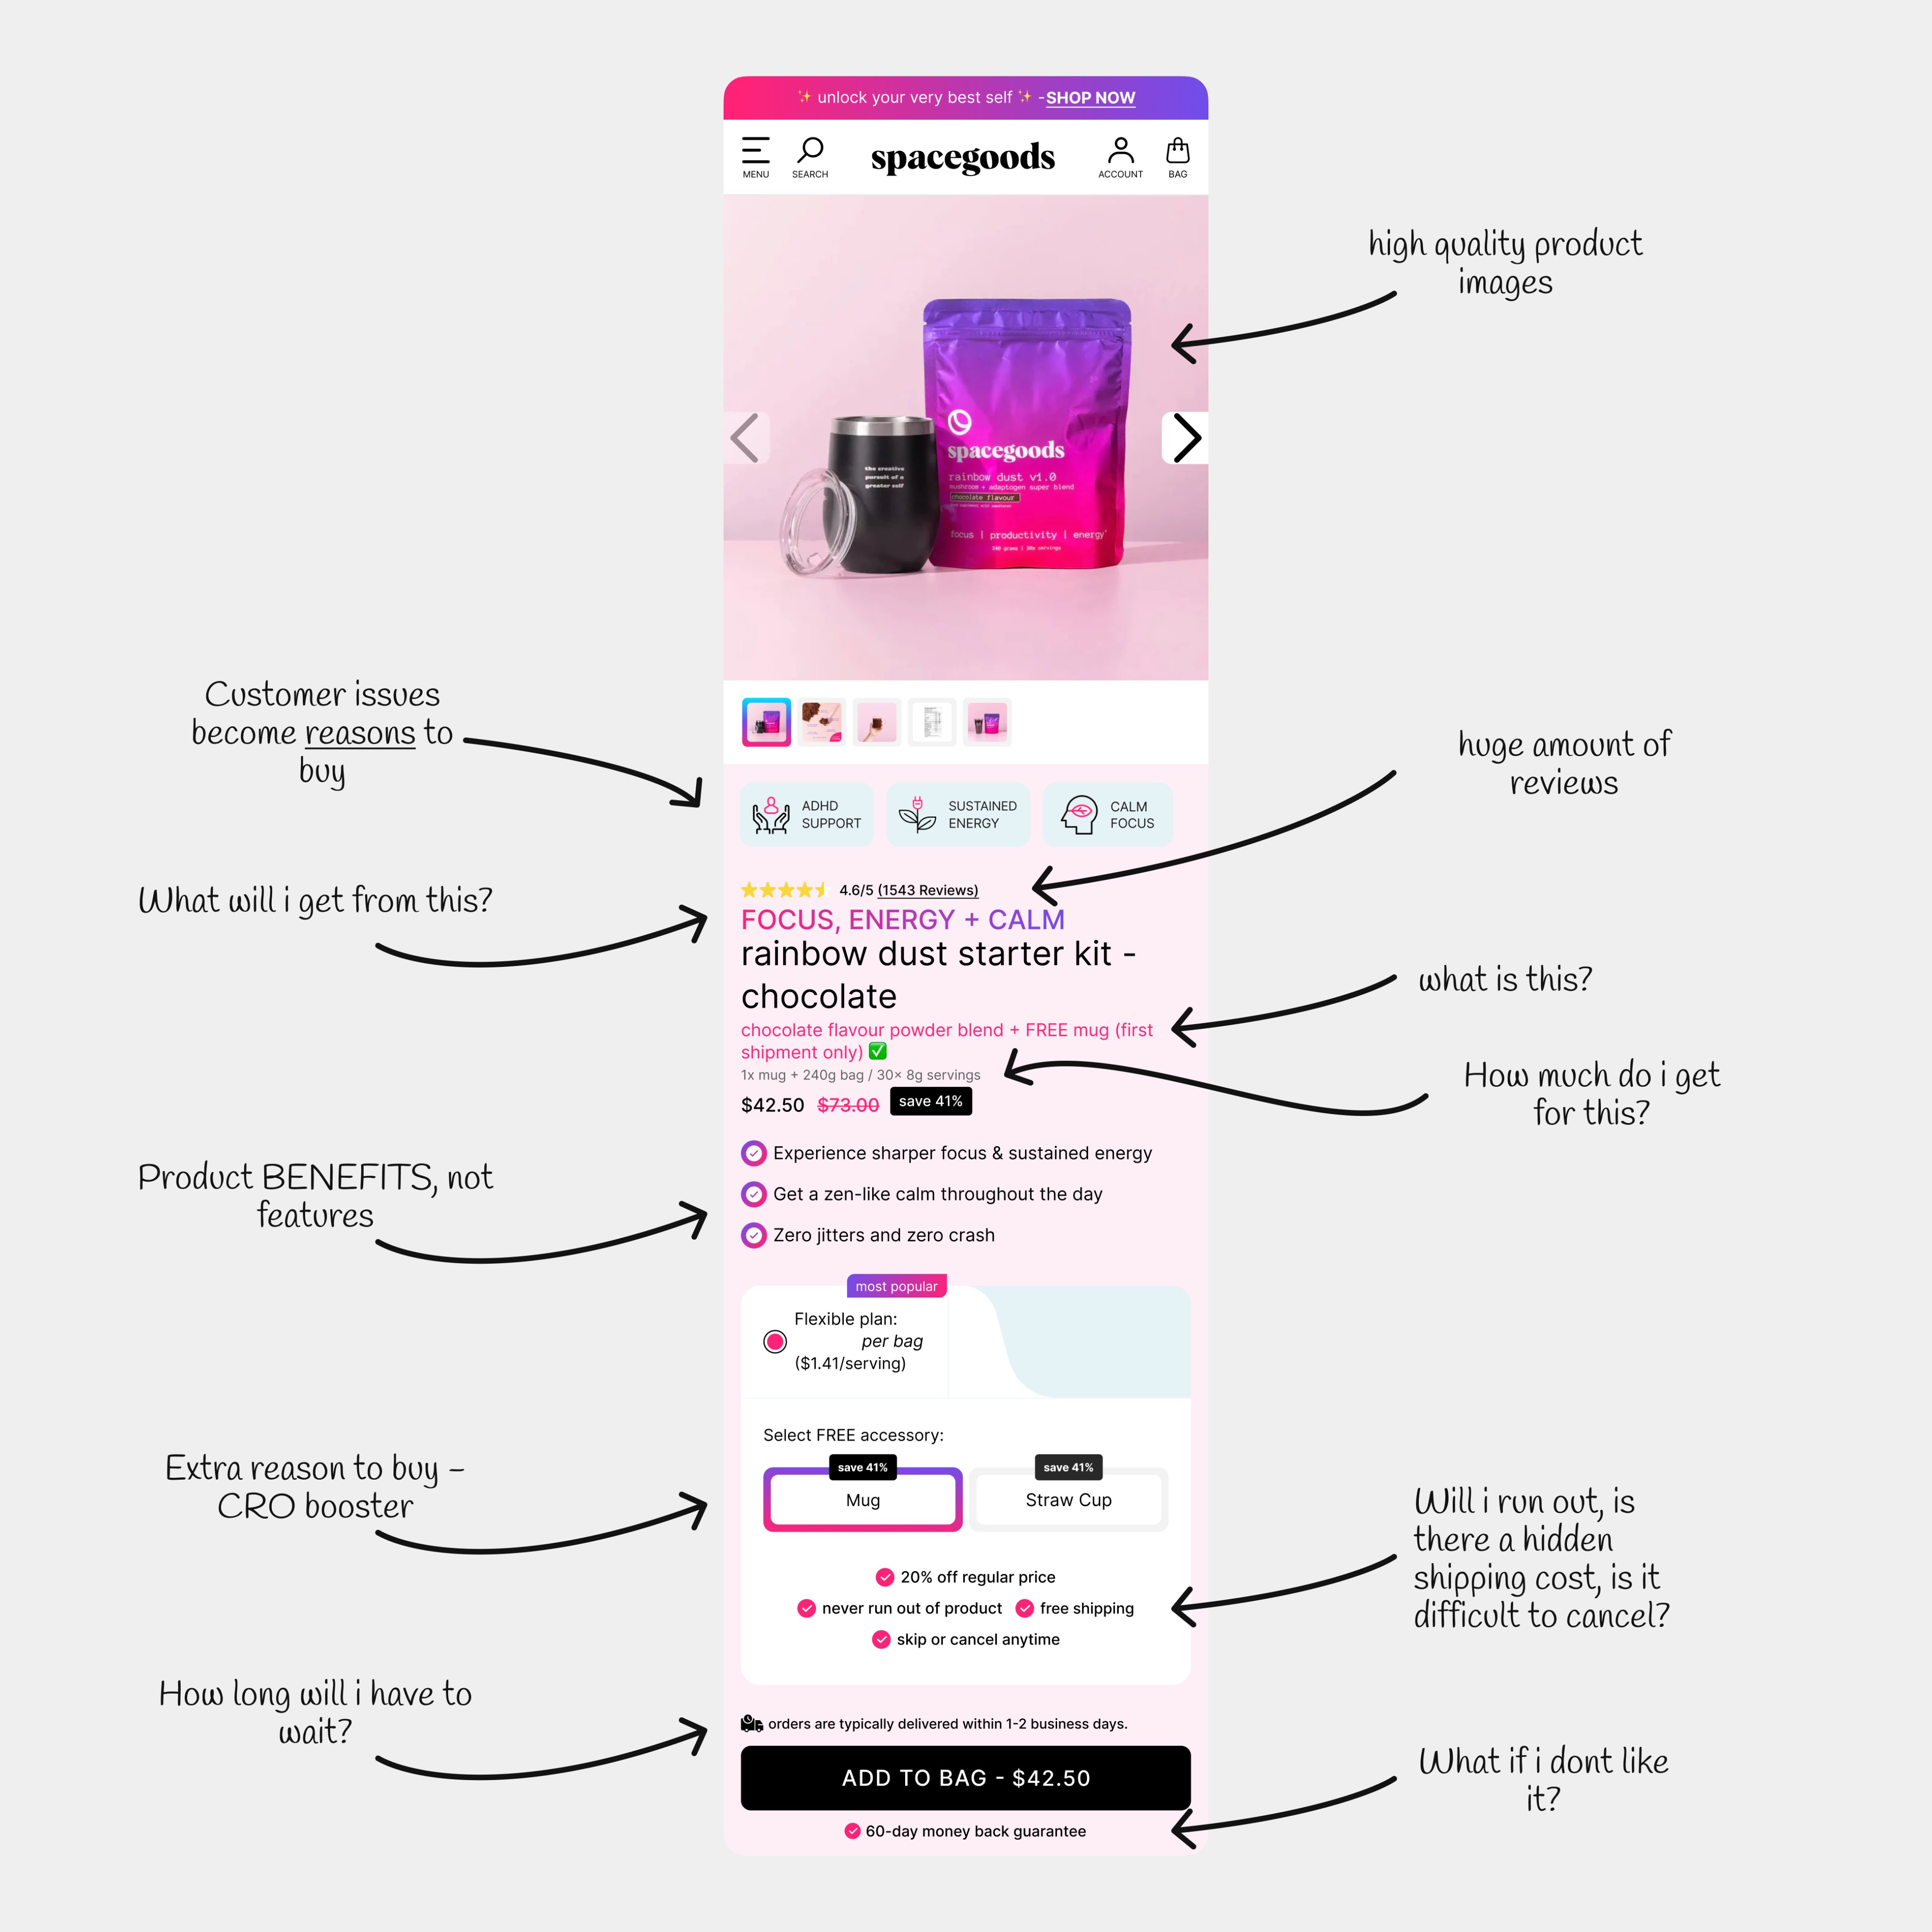 ✨ unlock your very best self ✨ - SHOP NOW
MENU
SEARCH
spacegoods
ACCOUNT
BAG
high quality product
images
the creative
pursuit of a
greater self
spacegoods
rainbow dust v1.0
mushroom + adaptogen super blend
chocolate flavour
focus | productivity | energy
240 grams | 30x servings
Customer issues
become reasons to
buy
huge amount of
reviews
ADHD
SUPPORT
SUSTAINED
ENERGY
CALM
FOCUS
What will i get from this?
4.6/5 (1543 Reviews)
FOCUS, ENERGY + CALM
rainbow dust starter kit -
chocolate
what is this?
chocolate flavour powder blend + FREE mug (first
shipment only) ✅
1x mug + 240g bag / 30x 8g servings
How much do i get
for this?
$42.50 $73.00 save 41%
Product BENEFITS, not
features
Experience sharper focus & sustained energy
Get a zen-like calm throughout the day
Zero jitters and zero crash
most popular
Flexible plan:
per bag
($1.41/serving)
Extra reason to buy -
CRO booster
Select FREE accessory:
save 41%
Mug
save 41%
Straw Cup
Will i run out, is
there a hidden
shipping cost, is it
difficult to cancel?
20% off regular price
never run out of product
free shipping
skip or cancel anytime
How long will i have to
wait?
orders are typically delivered within 1-2 business days.
ADD TO BAG - $42.50
What if i dont like
it?
60-day money back guarantee